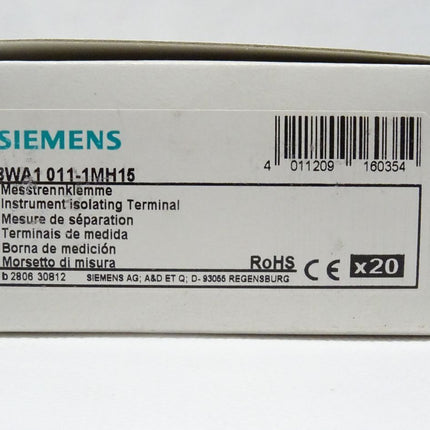 SIEMENS
8WA1 011-1MH15
Messtrennklemme
Instrument isolating Terminal
Mesure de séparation
Terminais de medida
Borna de medición
Morsetto di misura
b 2806 30812
SIEMENS AG; A&D ET Q; D- 93055 REGENSBURG
4 011209 160354
RoHS CE x20